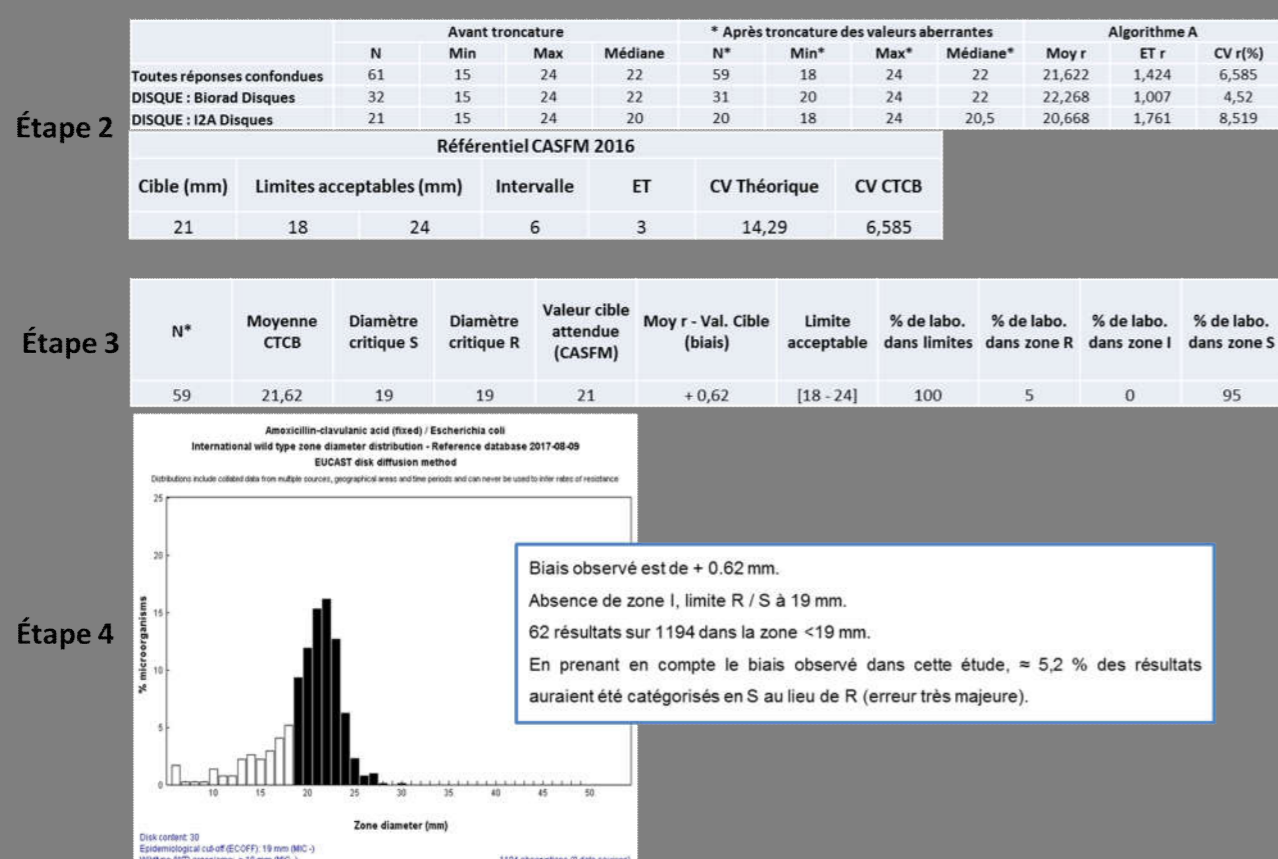 Avant troncature * Après troncature des valeurs aberrantes Algorithme A
N Min Max Médiane N* Min* Max* Médiane* Moy r ET r CV r(%)
Toutes réponses confondues 61 15 24 22 59 18 24 22 21,622 1,424 6,585
DISQUE : Biorad Disques 32 15 24 22 31 20 24 22 22,268 1,007 4,52
DISQUE : I2A Disques 21 15 24 20 20 18 24 20,5 20,668 1,761 8,519
Étape 2
Référentiel CASFM 2016
Cible (mm) Limites acceptables (mm) Intervalle ET CV Théorique CV CTCB
21 18 24 6 3 14,29 6,585
Étape 3
N* Moyenne CTCB Diamètre critique S Diamètre critique R Valeur cible attendue (CASFM) Moy r - Val. Cible (biais) Limite acceptable % de labo. dans limites % de labo. dans zone R % de labo. dans zone I % de labo. dans zone S
59 21,62 19 19 21 + 0,62 [18 - 24] 100 5 0 95
Étape 4
Amoxicillin-clavulanic acid (fixed) / Escherichia coli
International wild type zone diameter distribution - Reference database 2017-08-09
EUCAST disk diffusion method
Distributions include collated data from multiple sources, geographical areas and time periods and can never be used to infer rates of resistance
25
20
15
10
5
0
% microorganisms
10 15 20 25 30 35 40 45 50
Zone diameter (mm)
Disk content: 30
Epidemiological cut-off (ECOFF): 19 mm (MIC -)
1194 observations
Biais observé est de + 0.62 mm.
Absence de zone I, limite R / S à 19 mm.
62 résultats sur 1194 dans la zone <19 mm.
En prenant en compte le biais observé dans cette étude, ≈ 5,2 % des résultats
auraient été catégorisés en S au lieu de R (erreur très majeure).